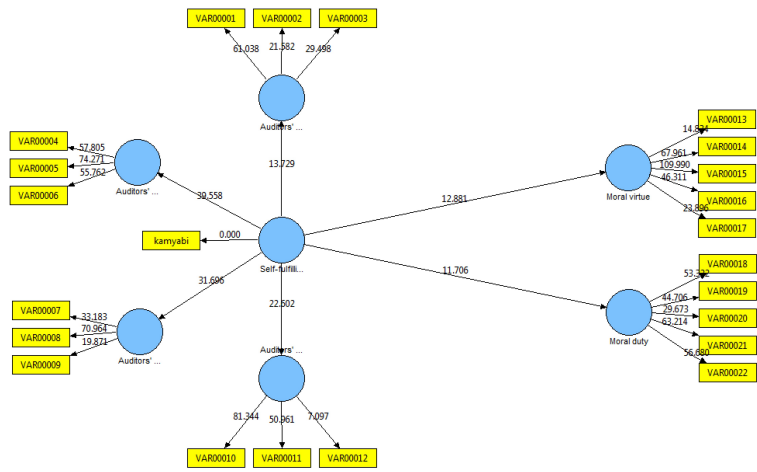 VAR00001
VAR00002
VAR00003
61.038
21.582
29.498
Auditors' ...
13.729
VAR00004
VAR00005
VAR00006
57.805
74.271
55.762
Auditors' ...
39.558
kamyabi
0.000
Self-fulfilli...
12.881
11.706
31.696
22.502
VAR00007
VAR00008
VAR00009
33.183
70.964
19.871
Auditors' ...
Auditors' ...
81.344
50.961
7.097
VAR00010
VAR00011
VAR00012
Moral virtue
VAR00013
VAR00014
VAR00015
VAR00016
VAR00017
67.961
109.990
46.311
23.896
Moral duty
VAR00018
VAR00019
VAR00020
VAR00021
VAR00022
44.706
29.673
63.214
56.680